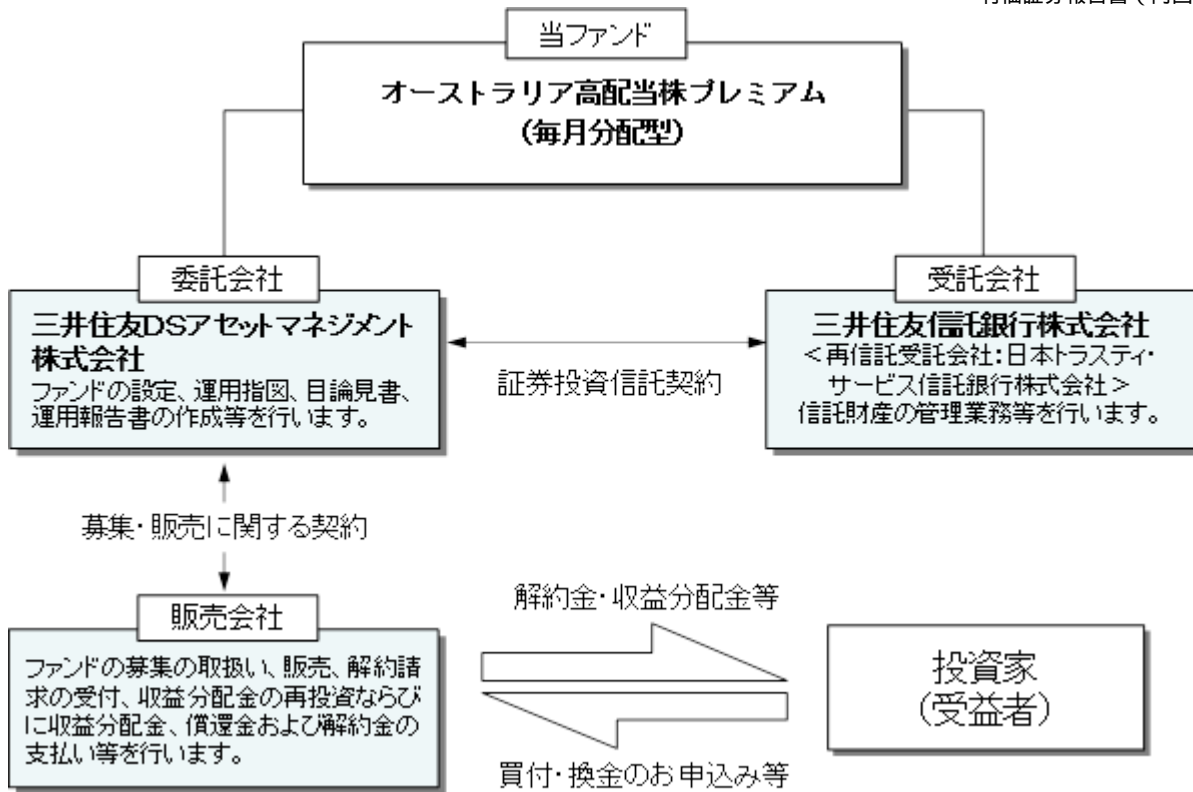 当ファンド
オーストラリア高配当株プレミアム
(毎月分配型)
委託会社
三井住友DSアセットマネジメント
株式会社
ファンドの設定、運用指図、目論見書、
運用報告書の作成等を行います。
証券投資信託契約
受託会社
三井住友信託銀行株式会社
<再信託受託会社:日本トラスティ・
サービス信託銀行株式会社>
信託財産の管理業務等を行います。
募集・販売に関する契約
販売会社
ファンドの募集の取扱い、販売、解約請
求の受付、収益分配金の再投資ならび
に収益分配金、償還金および解約金の
支払い等を行います。
解約金・収益分配金等
買付・換金のお申込み等
投資家
(受益者)